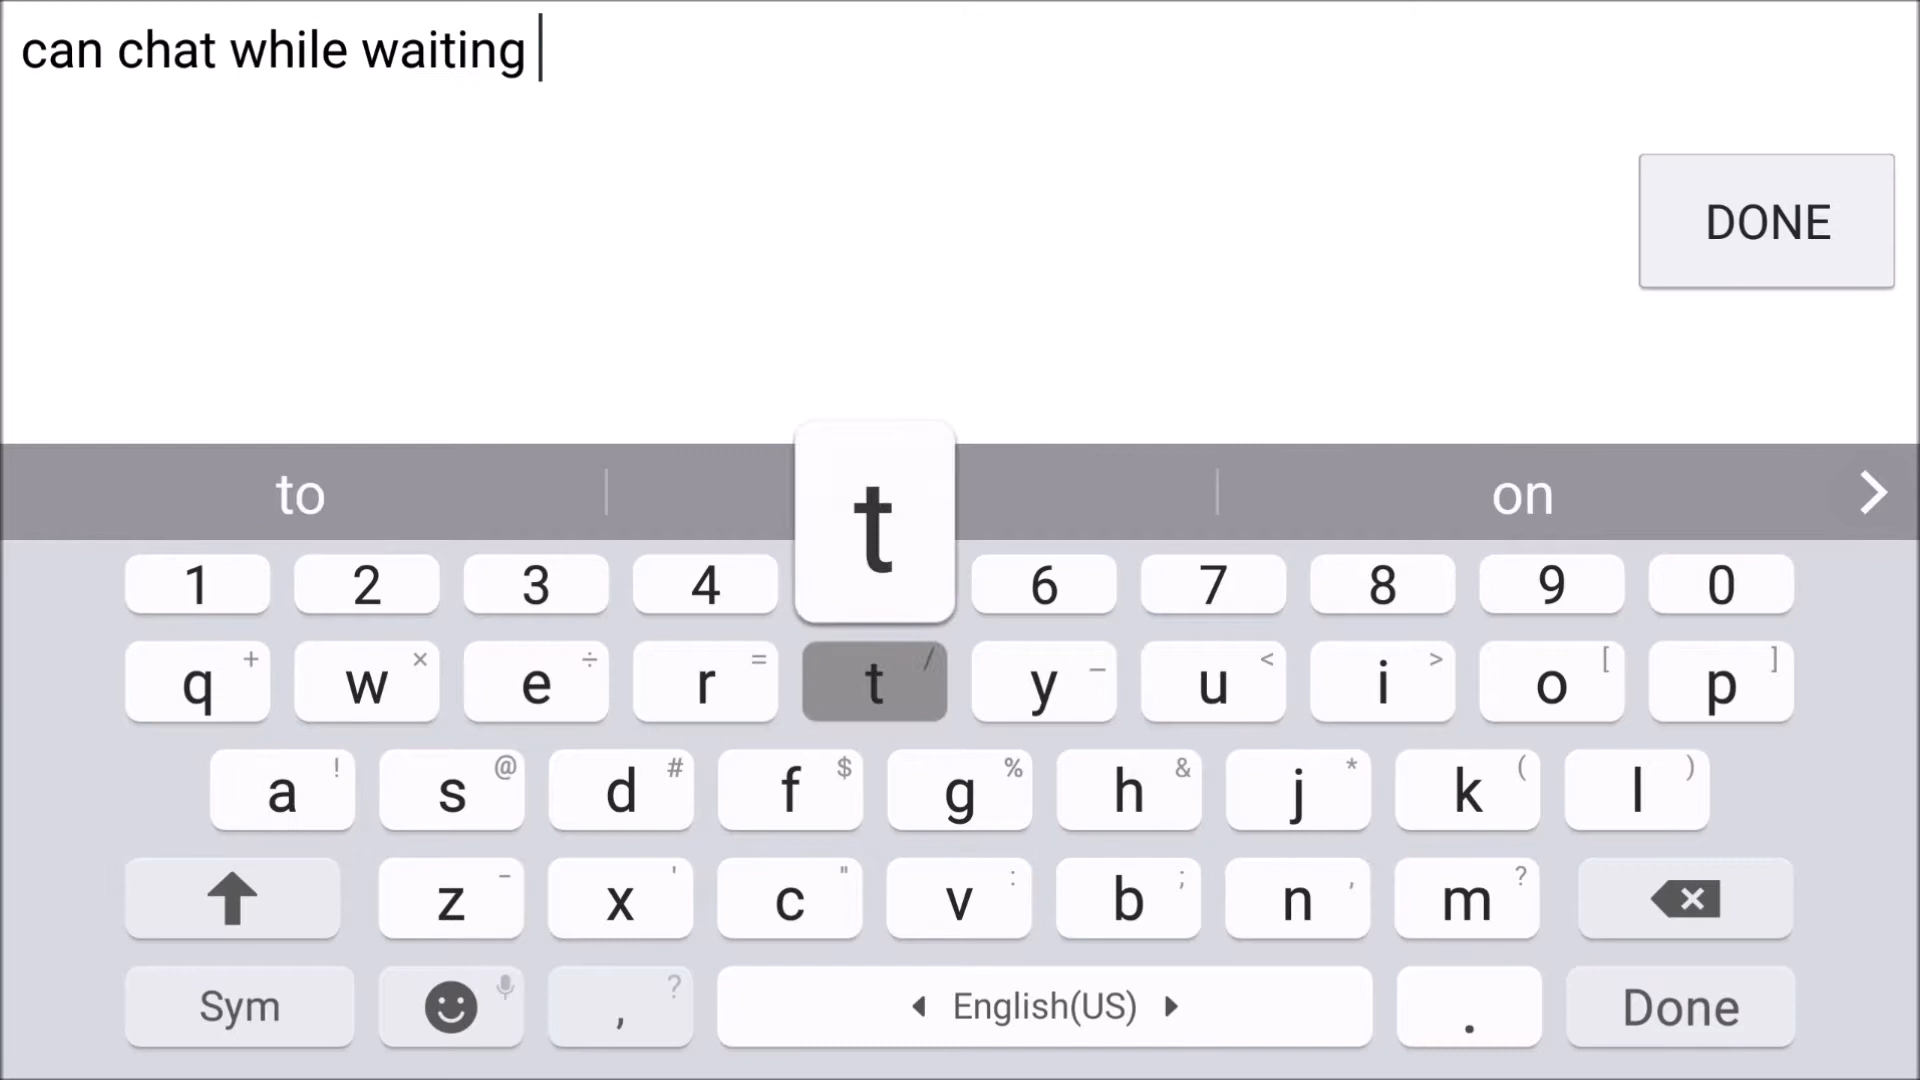 can chat while waiting
DONE
to
on
t
1 2 3 4 6 7 8 9 0
q + w × e ÷ r = t / y _ u < i > o [ p ]
a ! s @ d # f $ g % h & j * k ( l )
z - x ' c " v : b ; n , m ?
Sym , ? English(US) . Done